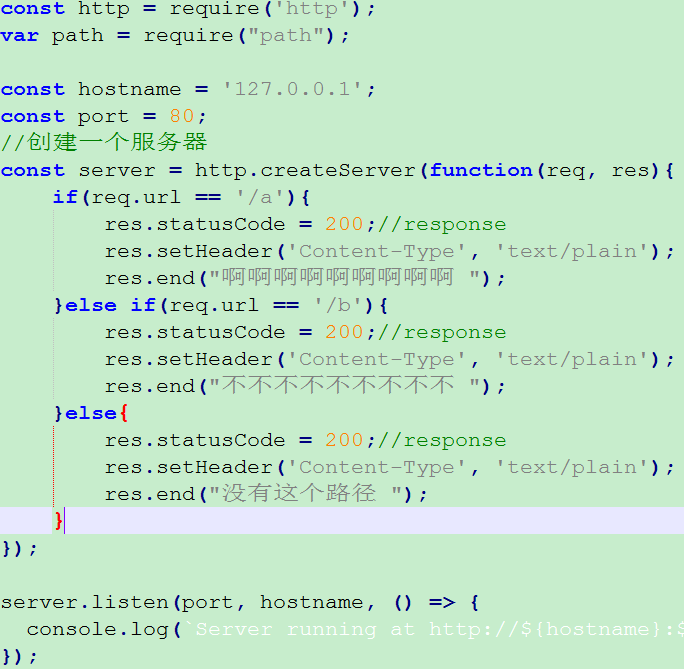 const http = require('http');
var path = require("path");
const hostname = '127.0.0.1';
const port = 80;
//创建一个服务器
const server = http.createServer(function(req, res){
if(req.url == '/a'){
res.statusCode = 200;//response
res.setHeader('Content-Type', 'text/plain');
res.end("啊啊啊啊啊啊啊啊啊 ");
}else if(req.url == '/b'){
res.statusCode = 200;//response
res.setHeader('Content-Type', 'text/plain');
res.end("不不不不不不不不不 ");
}else{
res.statusCode = 200;//response
res.setHeader('Content-Type', 'text/plain');
res.end("没有这个路径 ");
}
});
server.listen(port, hostname, () => {
console.log(`Server running at http://${hostname}:$
});